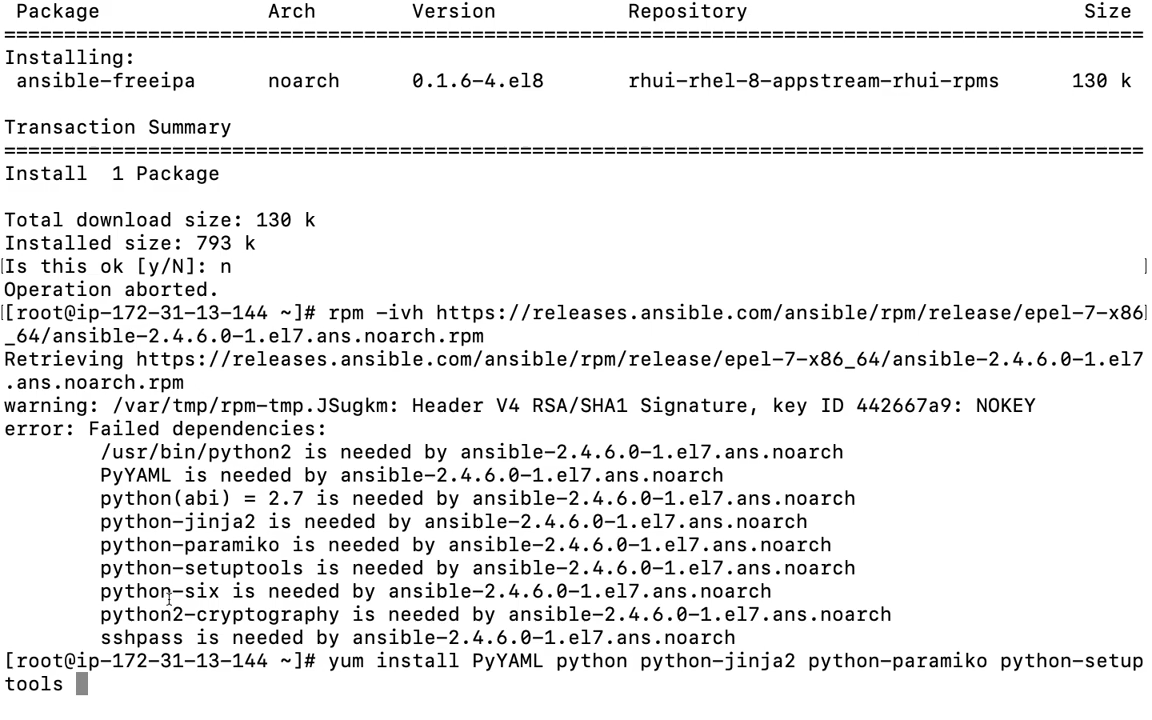 Package Arch Version Repository Size
================================================================================
Installing:
ansible-freeipa noarch 0.1.6-4.el8 rhui-rhel-8-appstream-rhui-rpms 130 k
Transaction Summary
================================================================================
Install 1 Package
Total download size: 130 k
Installed size: 793 k
[Is this ok [y/N]: n ]
Operation aborted.
[[root@ip-172-31-13-144 ~]# rpm -ivh https://releases.ansible.com/ansible/rpm/release/epel-7-x86]
_64/ansible-2.4.6.0-1.el7.ans.noarch.rpm
Retrieving https://releases.ansible.com/ansible/rpm/release/epel-7-x86_64/ansible-2.4.6.0-1.el7
.ans.noarch.rpm
warning: /var/tmp/rpm-tmp.JSugkm: Header V4 RSA/SHA1 Signature, key ID 442667a9: NOKEY
error: Failed dependencies:
/usr/bin/python2 is needed by ansible-2.4.6.0-1.el7.ans.noarch
PyYAML is needed by ansible-2.4.6.0-1.el7.ans.noarch
python(abi) = 2.7 is needed by ansible-2.4.6.0-1.el7.ans.noarch
python-jinja2 is needed by ansible-2.4.6.0-1.el7.ans.noarch
python-paramiko is needed by ansible-2.4.6.0-1.el7.ans.noarch
python-setuptools is needed by ansible-2.4.6.0-1.el7.ans.noarch
python-six is needed by ansible-2.4.6.0-1.el7.ans.noarch
python2-cryptography is needed by ansible-2.4.6.0-1.el7.ans.noarch
sshpass is needed by ansible-2.4.6.0-1.el7.ans.noarch
[root@ip-172-31-13-144 ~]# yum install PyYAML python python-jinja2 python-paramiko python-setup
tools